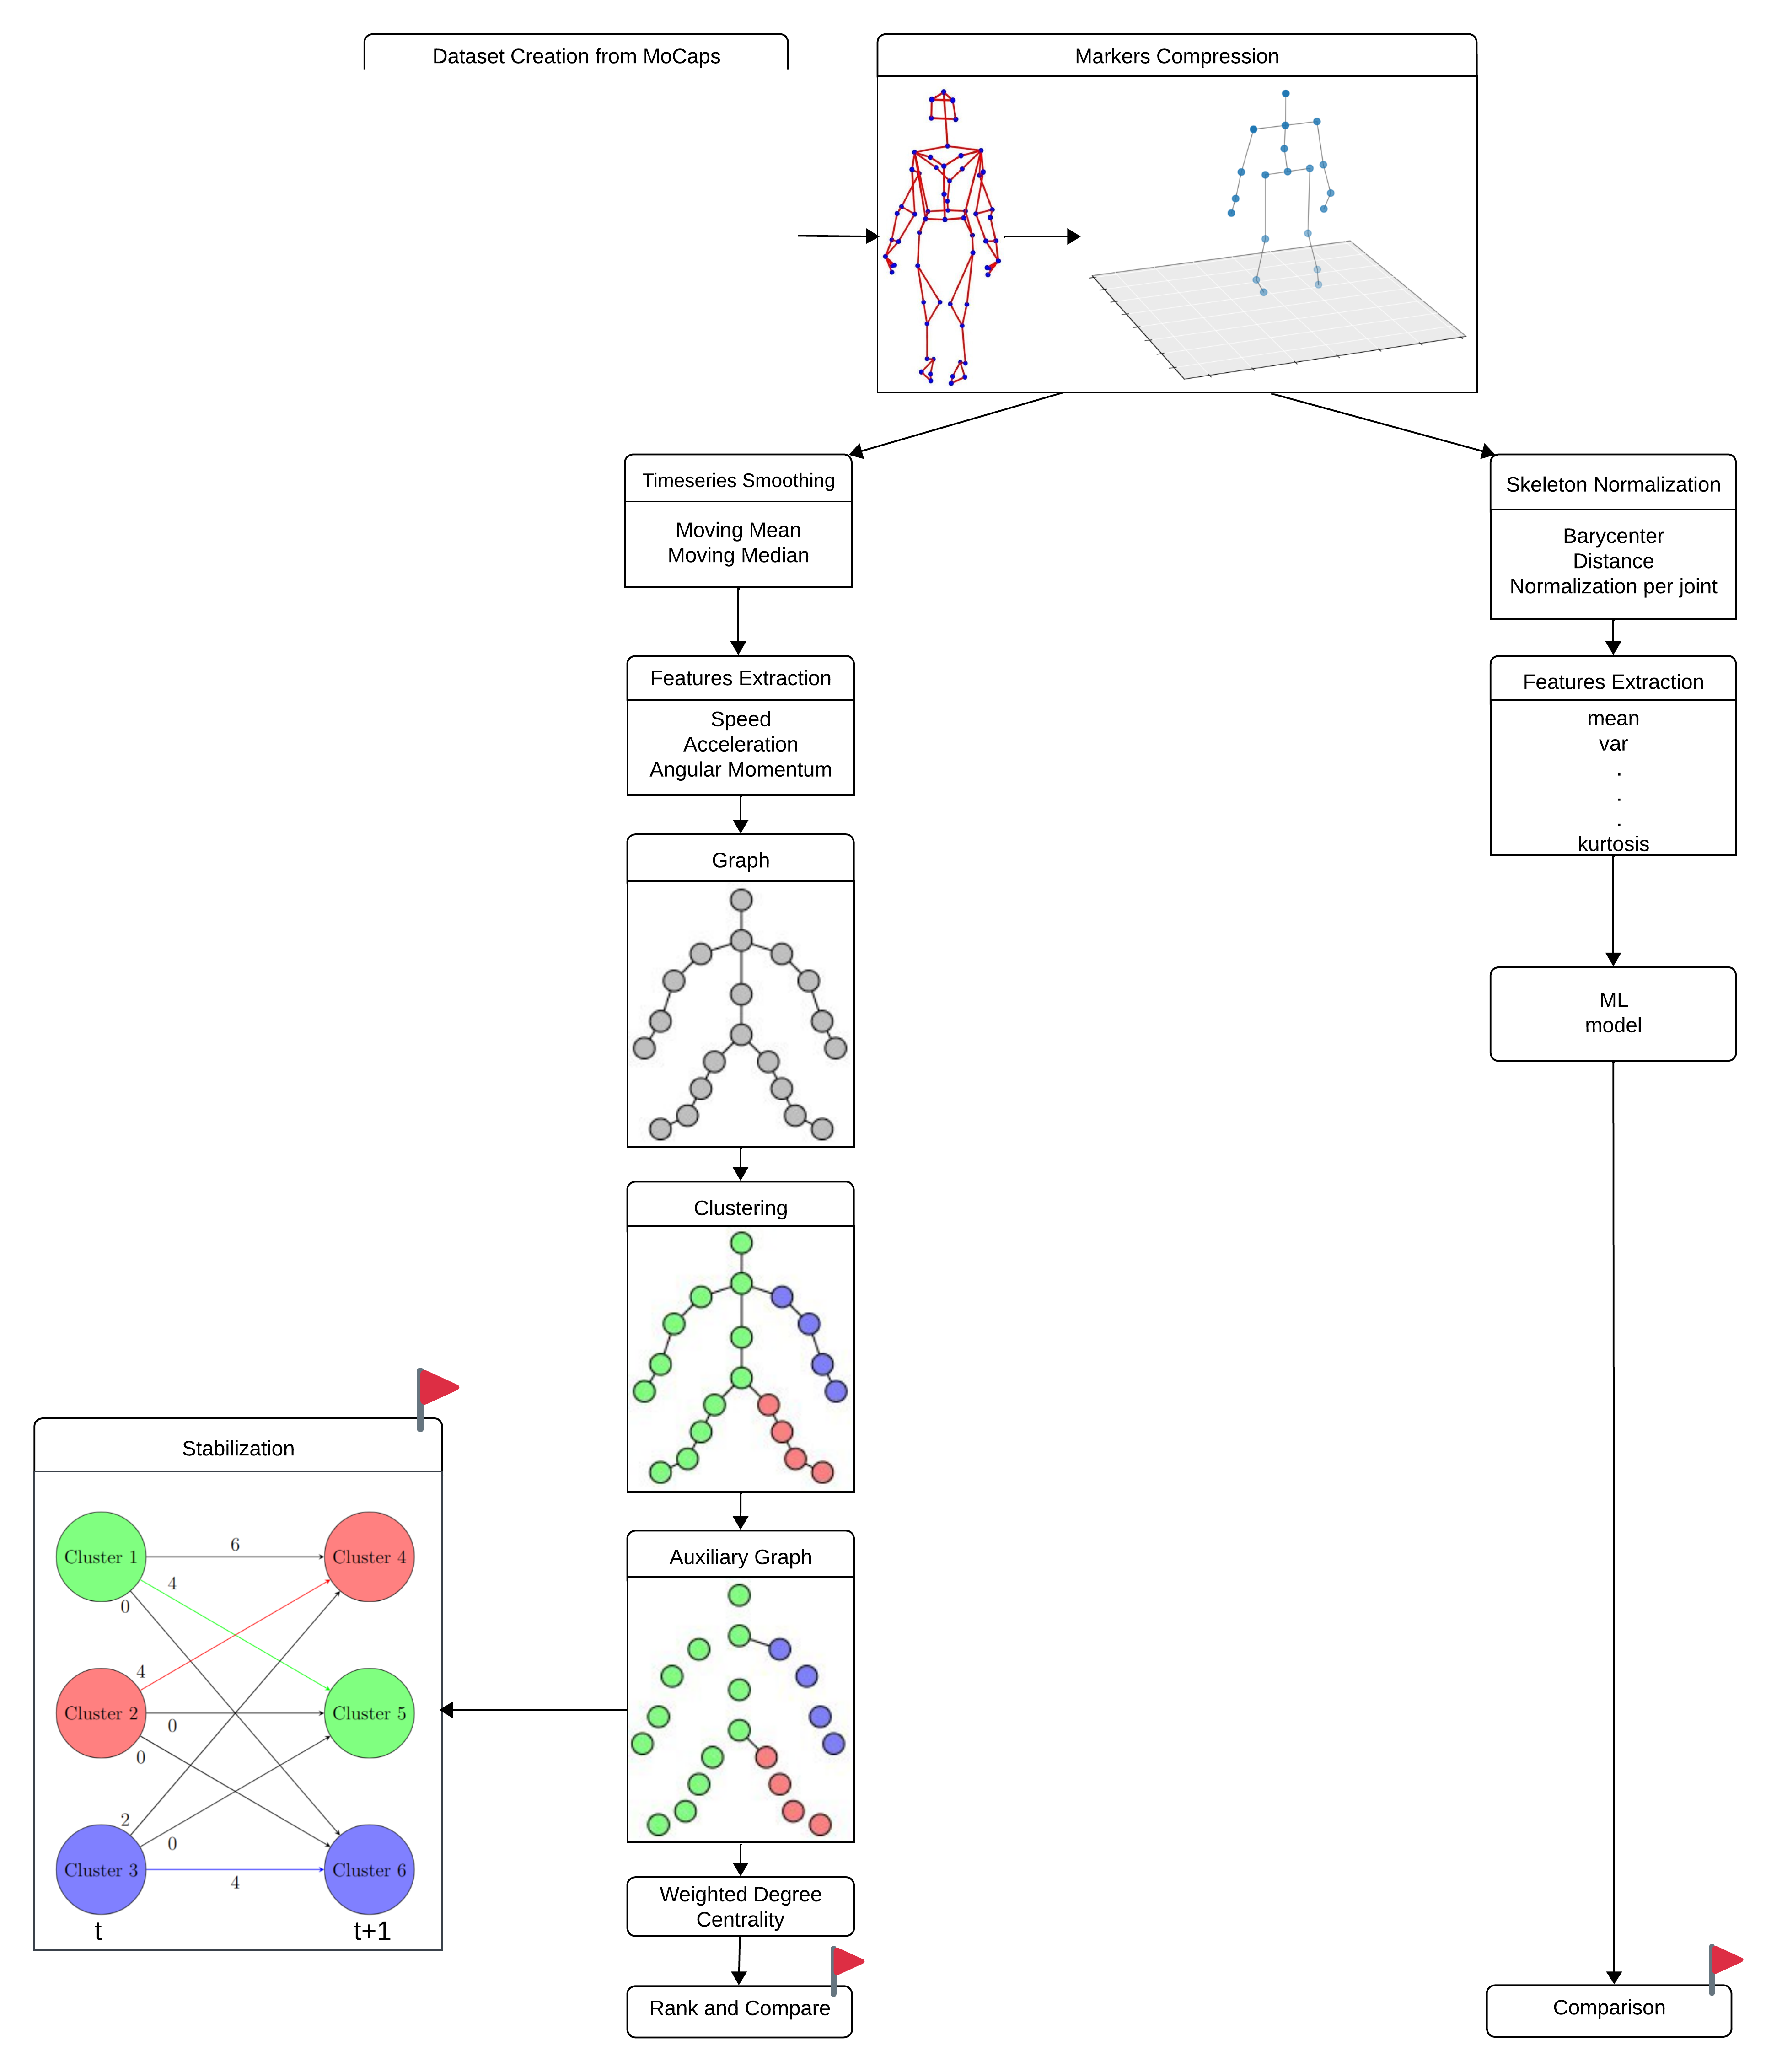 Dataset Creation from MoCaps
Markers Compression
Timeseries Smoothing
Moving Mean
Moving Median
Skeleton Normalization
Barycenter
Distance
Normalization per joint
Features Extraction
Speed
Acceleration
Angular Momentum
Features Extraction
mean
var
.
.
.
kurtosis
Graph
ML
model
Clustering
Stabilization
Cluster 1
6
Cluster 4
4
0
4
Cluster 2
0
Cluster 5
0
2
0
Cluster 3
4
Cluster 6
t
t+1
Auxiliary Graph
Weighted Degree
Centrality
Rank and Compare
Comparison